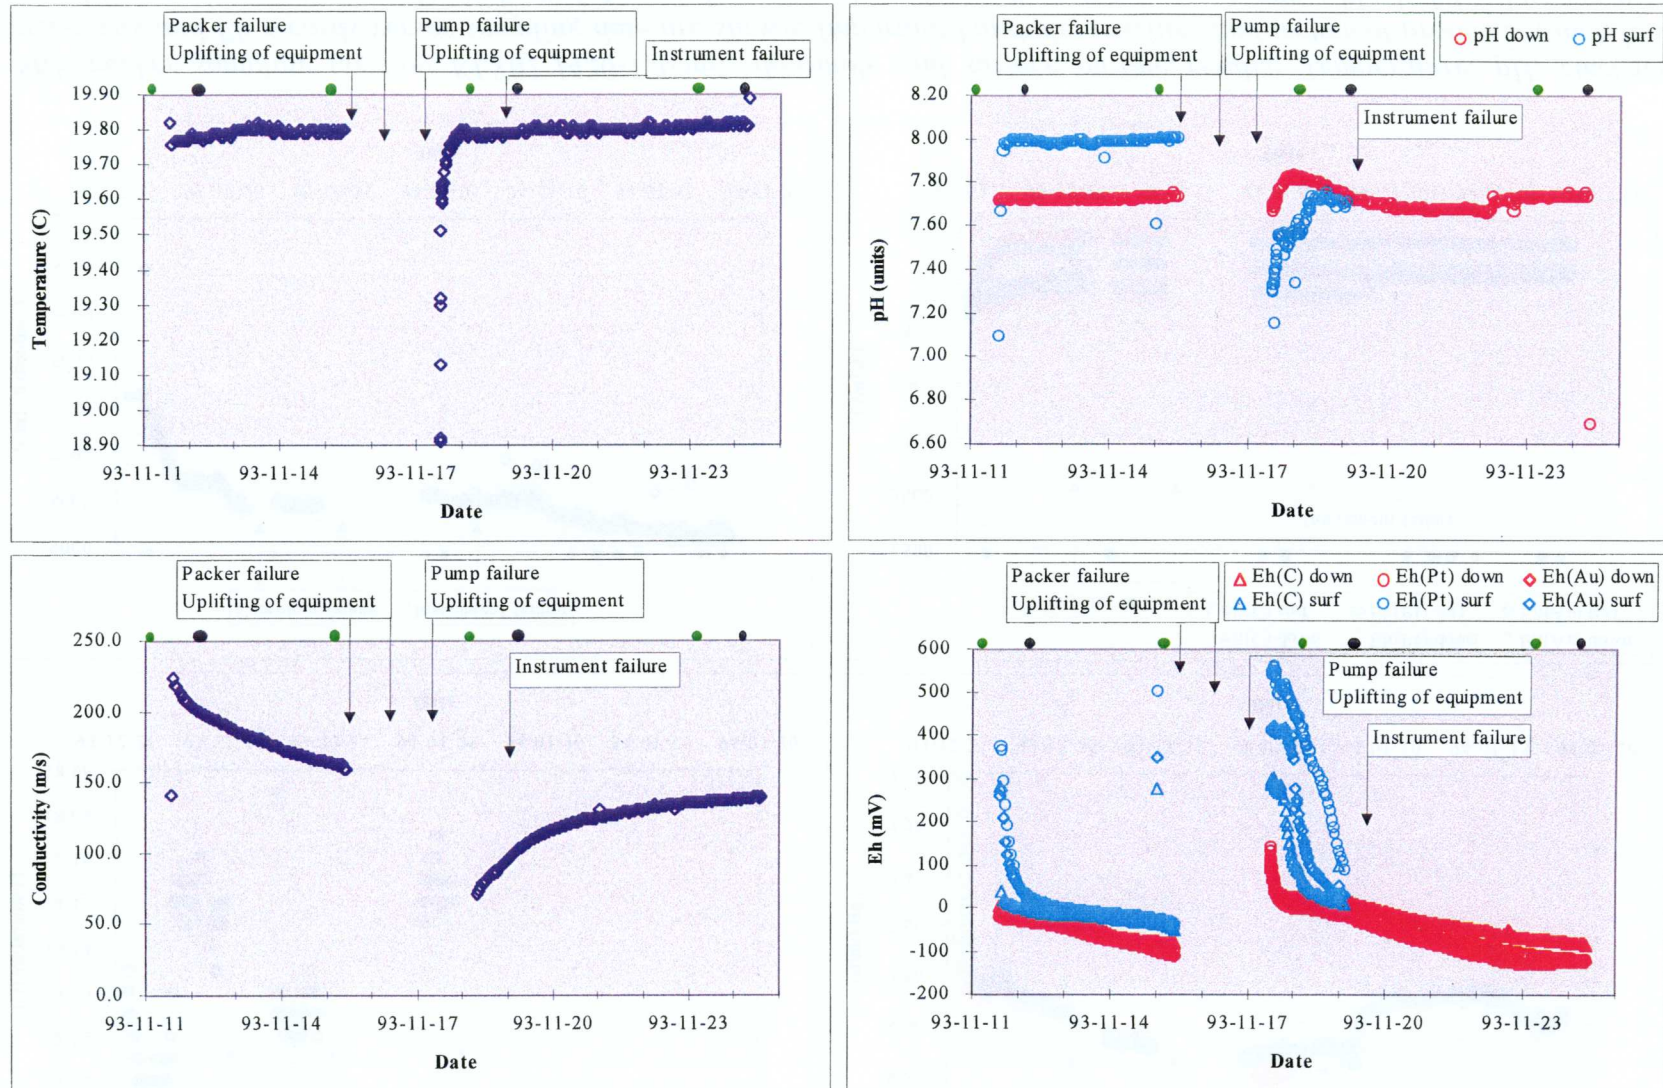 Packer failure
Uplifting of equipment
Pump failure
Uplifting of equipment
Instrument failure
19.90
19.80
19.70
19.60
19.50
19.40
19.30
19.20
19.10
19.00
18.90
Temperature (C)
93-11-11
93-11-14
93-11-17
93-11-20
93-11-23
Date
Packer failure
Uplifting of equipment
Pump failure
Uplifting of equipment
pH down
pH surf
Instrument failure
8.20
8.00
7.80
7.60
7.40
7.20
7.00
6.80
6.60
pH (units)
93-11-11
93-11-14
93-11-17
93-11-20
93-11-23
Date
Packer failure
Uplifting of equipment
Pump failure
Uplifting of equipment
Instrument failure
250.0
200.0
150.0
100.0
50.0
0.0
Conductivity (m/s)
93-11-11
93-11-14
93-11-17
93-11-20
93-11-23
Date
Packer failure
Uplifting of equipment
Eh(C) down
Eh(Pt) down
Eh(Au) down
Eh(C) surf
Eh(Pt) surf
Eh(Au) surf
Pump failure
Uplifting of equipment
Instrument failure
600
500
400
300
200
100
0
-100
-200
Eh (mV)
93-11-11
93-11-14
93-11-17
93-11-20
93-11-23
Date